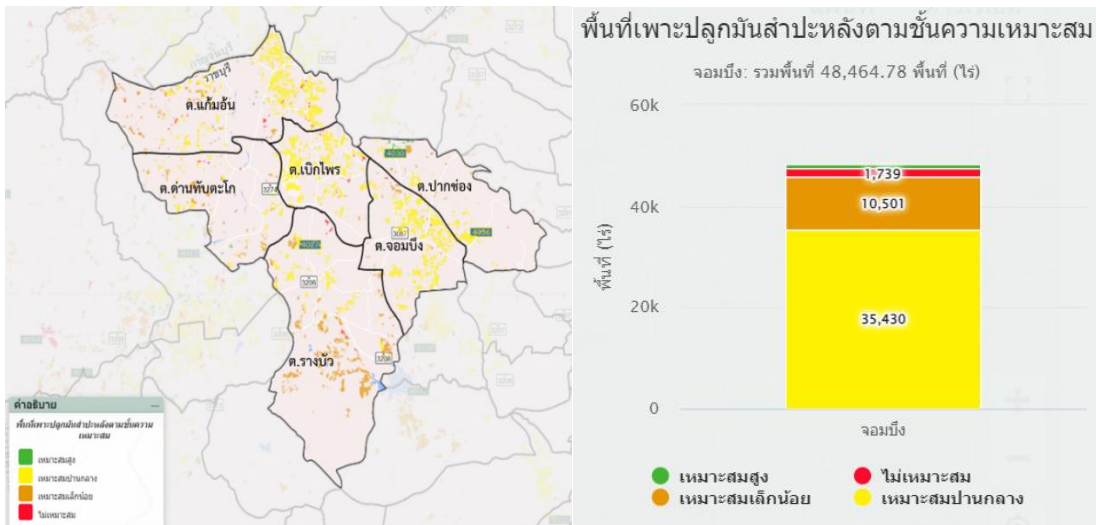 กาญจนบุรี
ราชบุรี
ต.แก้มอ้น
ต.เบิกไพร
4090
ต.ด่านทับตะโก
3274
ต.ปากช่อง
3087
ต.จอมบึง
3206
ต.รางบัว
3208
คำอธิบาย
พื้นที่เพาะปลูกมันสำปะหลังตามชั้นความ
เหมาะสม
เหมาะสมสูง
เหมาะสมปานกลาง
เหมาะสมเล็กน้อย
ไม่เหมาะสม
พื้นที่เพาะปลูกมันสำปะหลังตามชั้นความเหมาะสม
จอมบึง: รวมพื้นที่ 48,464.78 พื้นที่ (ไร่)
60k
40k
20k
0
พื้นที่ (ไร่)
1,739
10,501
35,430
จอมบึง
เหมาะสมสูง
ไม่เหมาะสม
เหมาะสมเล็กน้อย
เหมาะสมปานกลาง